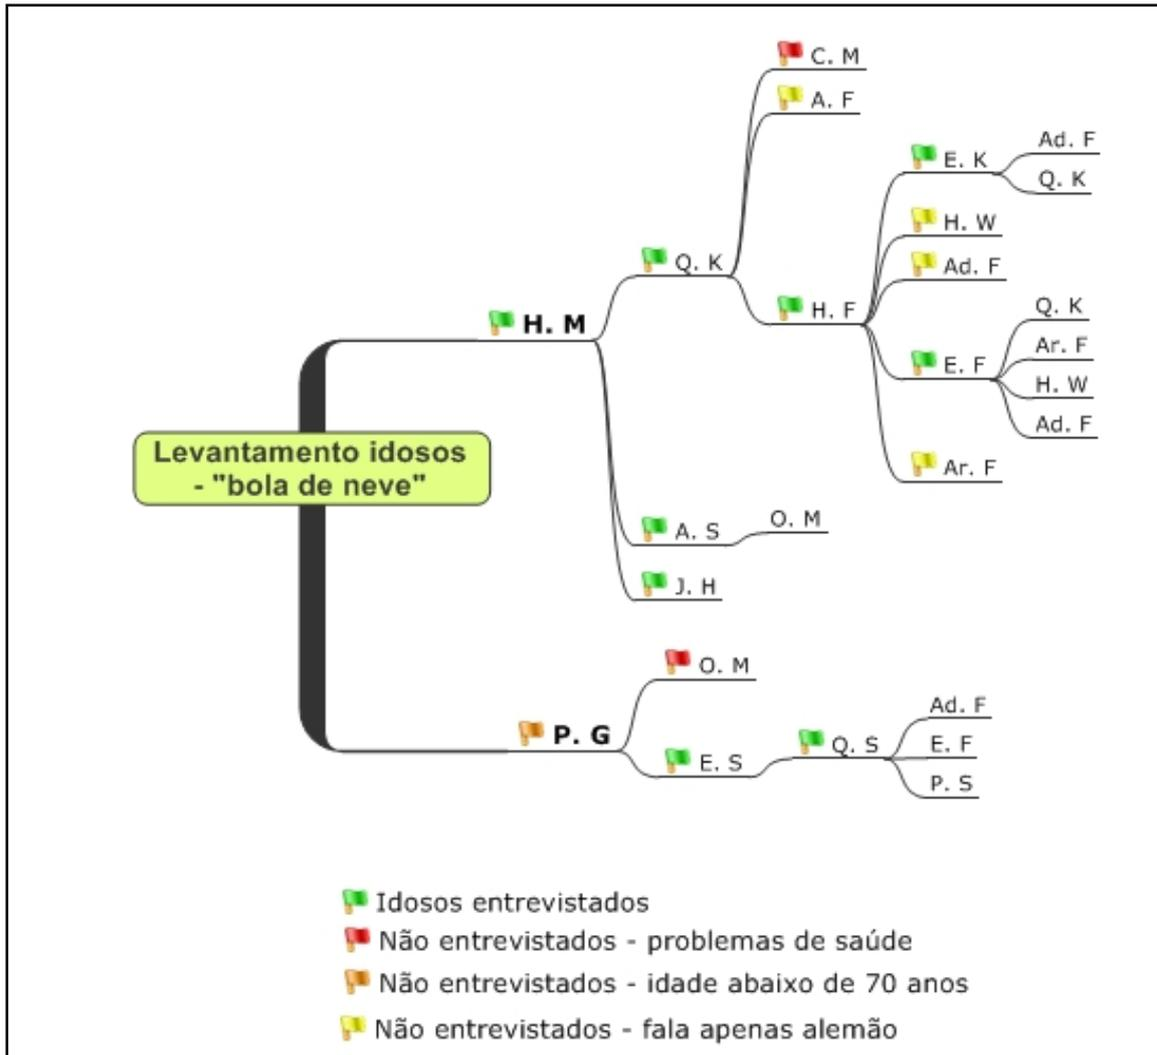 C. M
A. F
Ad. F
E. K
Q. K
H. W
Q. K
Ad. F
H. F
Q. K
H. M
Ar. F
E. F
H. W
Ad. F
Levantamento idosos
- "bola de neve"
Ar. F
A. S
O. M
J. H
O. M
Ad. F
P. G
E. S
Q. S
E. F
P. S
Idosos entrevistados
Não entrevistados - problemas de saúde
Não entrevistados - idade abaixo de 70 anos
Não entrevistados - fala apenas alemão